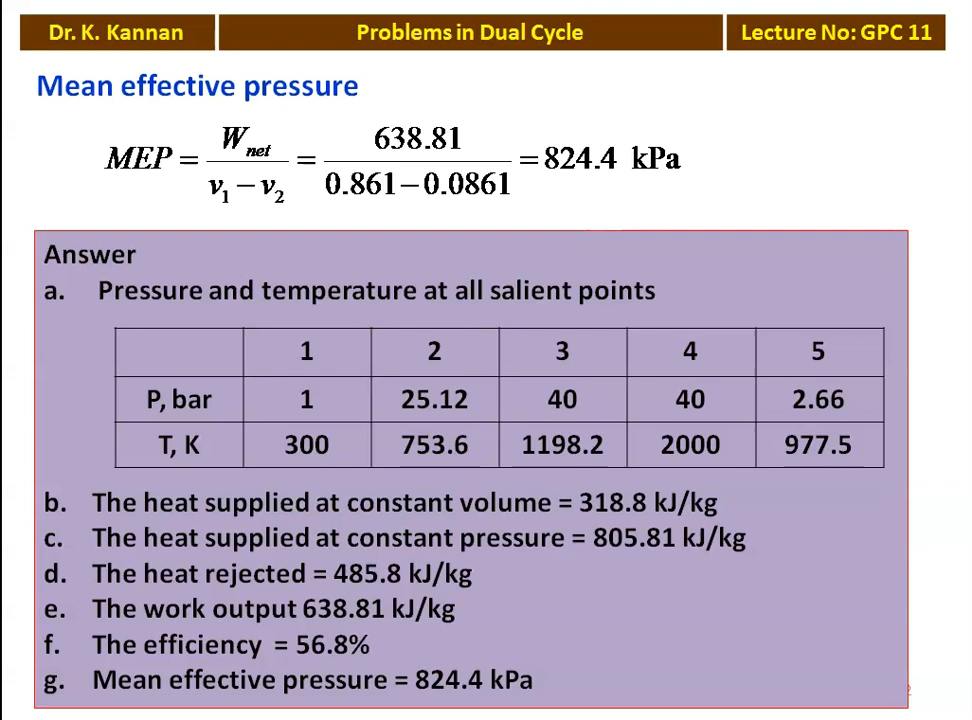 Dr. K. Kannan Problems in Dual Cycle Lecture No: GPC 11
Mean effective pressure
MEP = W_net / (v_1 − v_2) = 638.81 / (0.861 − 0.0861) = 824.4 kPa
Answer
a. Pressure and temperature at all salient points
1 2 3 4 5
P, bar 1 25.12 40 40 2.66
T, K 300 753.6 1198.2 2000 977.5
b. The heat supplied at constant volume = 318.8 kJ/kg
c. The heat supplied at constant pressure = 805.81 kJ/kg
d. The heat rejected = 485.8 kJ/kg
e. The work output 638.81 kJ/kg
f. The efficiency = 56.8%
g. Mean effective pressure = 824.4 kPa